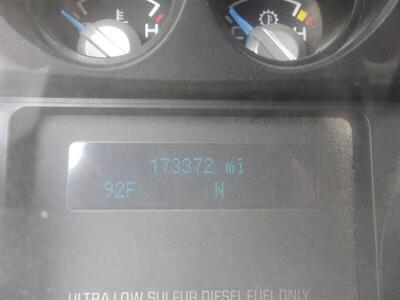 H
C H
173372 mi
92F N
ULTRA LOW SULFUR DIESEL FUEL ONLY